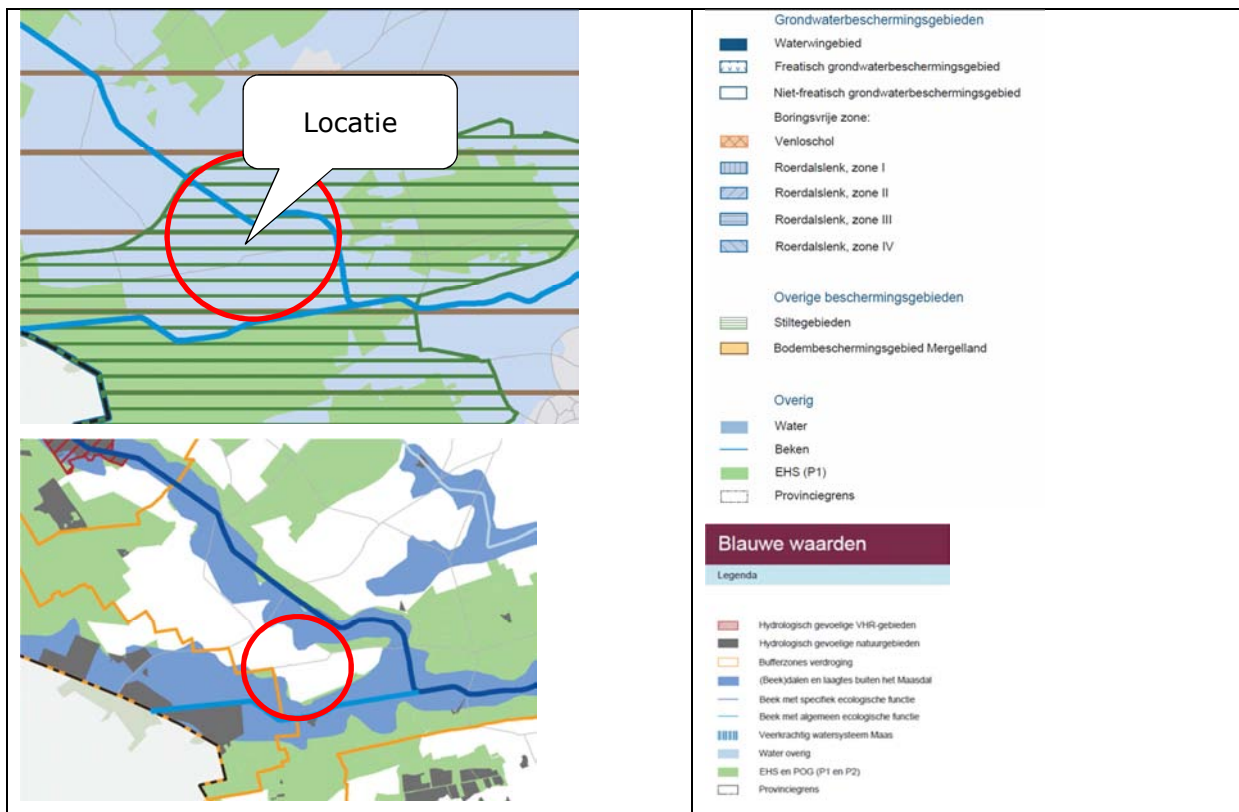 Locatie
Grondwaterbeschermingsgebieden
Waterwingebied
Freatisch grondwaterbeschermingsgebied
Niet-freatisch grondwaterbeschermingsgebied
Boringsvrije zone:
Venloschol
Roerdalslenk, zone I
Roerdalslenk, zone II
Roerdalslenk, zone III
Roerdalslenk, zone IV
Overige beschermingsgebieden
Stiltegebieden
Bodembeschermingsgebied Mergelland
Overig
Water
Beken
EHS (P1)
Provinciegrens
Blauwe waarden
Legenda
Hydrologisch gevoelige VHR-gebieden
Hydrologisch gevoelige natuurgebieden
Bufferzones verdroging
(Beek)dalen en laagtes buiten het Maasdal
Beek met specifiek ecologische functie
Beek met algemeen ecologische functie
Veerkrachtig watersysteem Maas
Water overig
EHS en POG (P1 en P2)
Provinciegrens